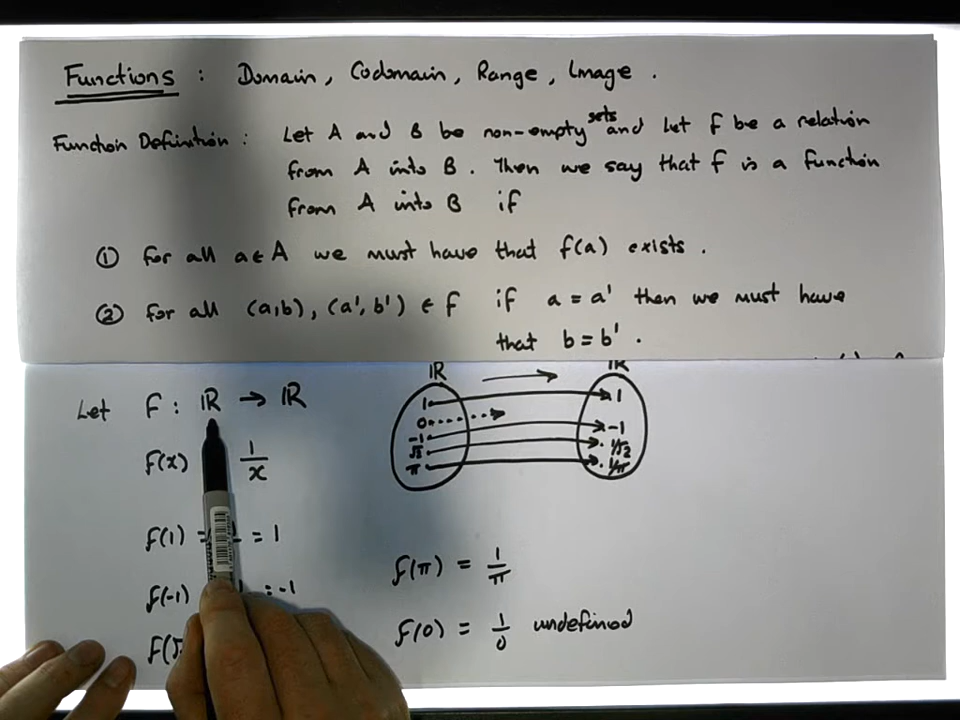 Functions : Domain, Codomain, Range, Image.
Function Definition : Let A and B be non-empty sets and let f be a relation
from A into B. Then we say that f is a function
from A into B if
① for all a ∈ A we must have that f(a) exists.
② for all (a,b), (a',b') ∈ f if a = a' then we must have
that b = b'.
Let f : ℝ → ℝ
f(x) 1/x
f(1) = = 1
f(-1) = -1
ℝ ℝ
1 1
0
-1 -1
√2 1/√2
π 1/π
f(π) = 1/π
f(0) = 1/0 undefined